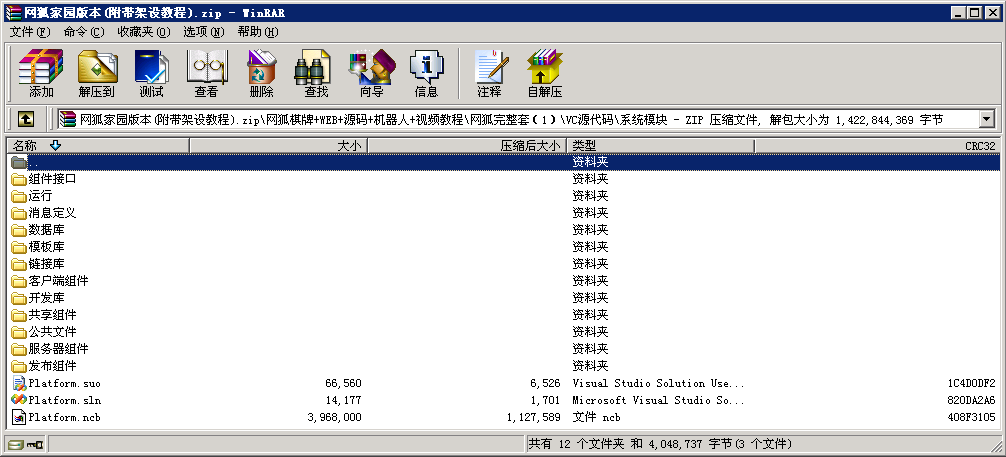 网狐家园版本(附带架设教程).zip - WinRAR
文件(F) 命令(C) 收藏夹(O) 选项(N) 帮助(H)
添加 解压到 测试 查看 删除 查找 向导 信息 注释 自解压
网狐家园版本(附带架设教程).zip\网狐棋牌+WEB+源码+机器人+视频教程\网狐完整套(1)\VC源代码\系统模块 - ZIP 压缩文件, 解包大小为 1,422,844,369 字节
名称 大小 压缩后大小 类型 CRC32
.. 资料夹
组件接口 资料夹
运行 资料夹
消息定义 资料夹
数据库 资料夹
模板库 资料夹
链接库 资料夹
客户端组件 资料夹
开发库 资料夹
共享组件 资料夹
公共文件 资料夹
服务器组件 资料夹
发布组件 资料夹
Platform.suo 66,560 6,526 Visual Studio Solution Use... 1C4D0DF2
Platform.sln 14,177 1,701 Microsoft Visual Studio So... 820DA2A6
Platform.ncb 3,968,000 1,127,589 文件 ncb 408F3105
共有 12 个文件夹 和 4,048,737 字节(3 个文件)